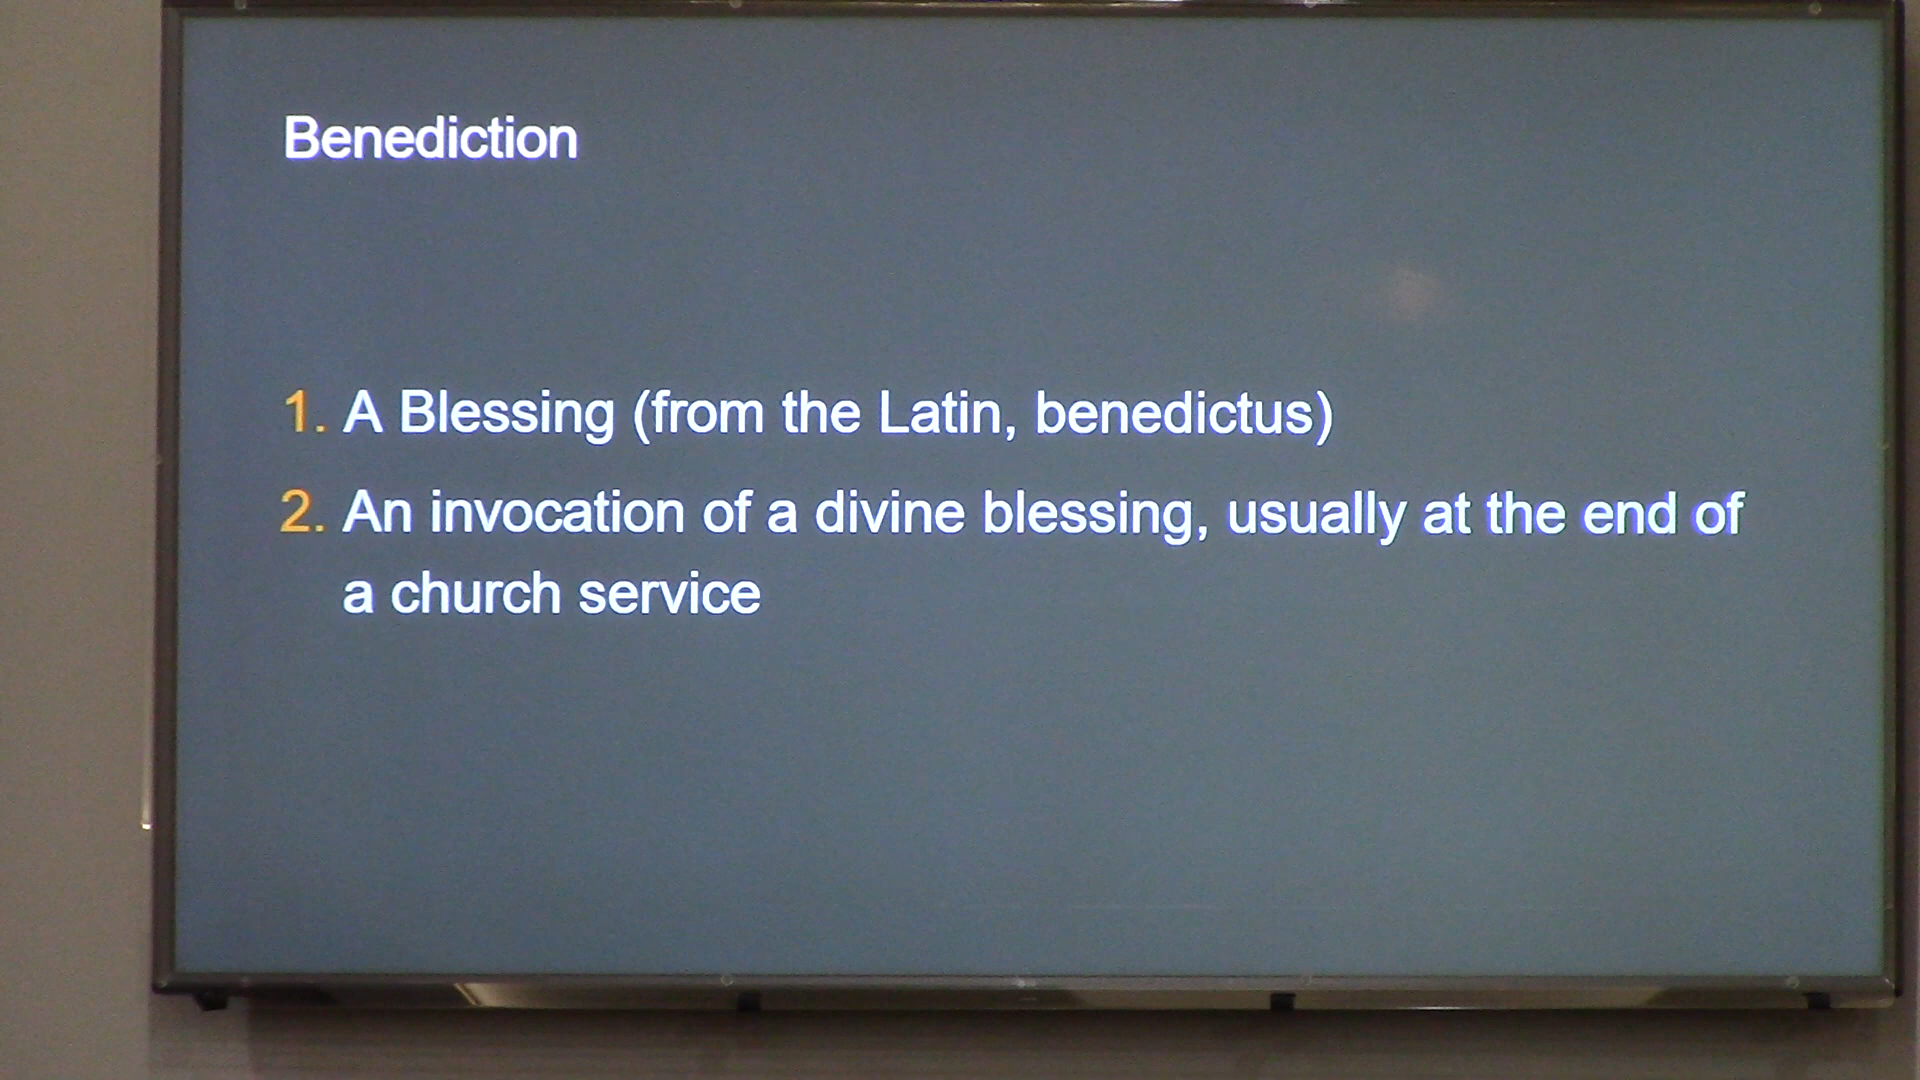 Benediction
1. A Blessing (from the Latin, benedictus)
2. An invocation of a divine blessing, usually at the end of
a church service